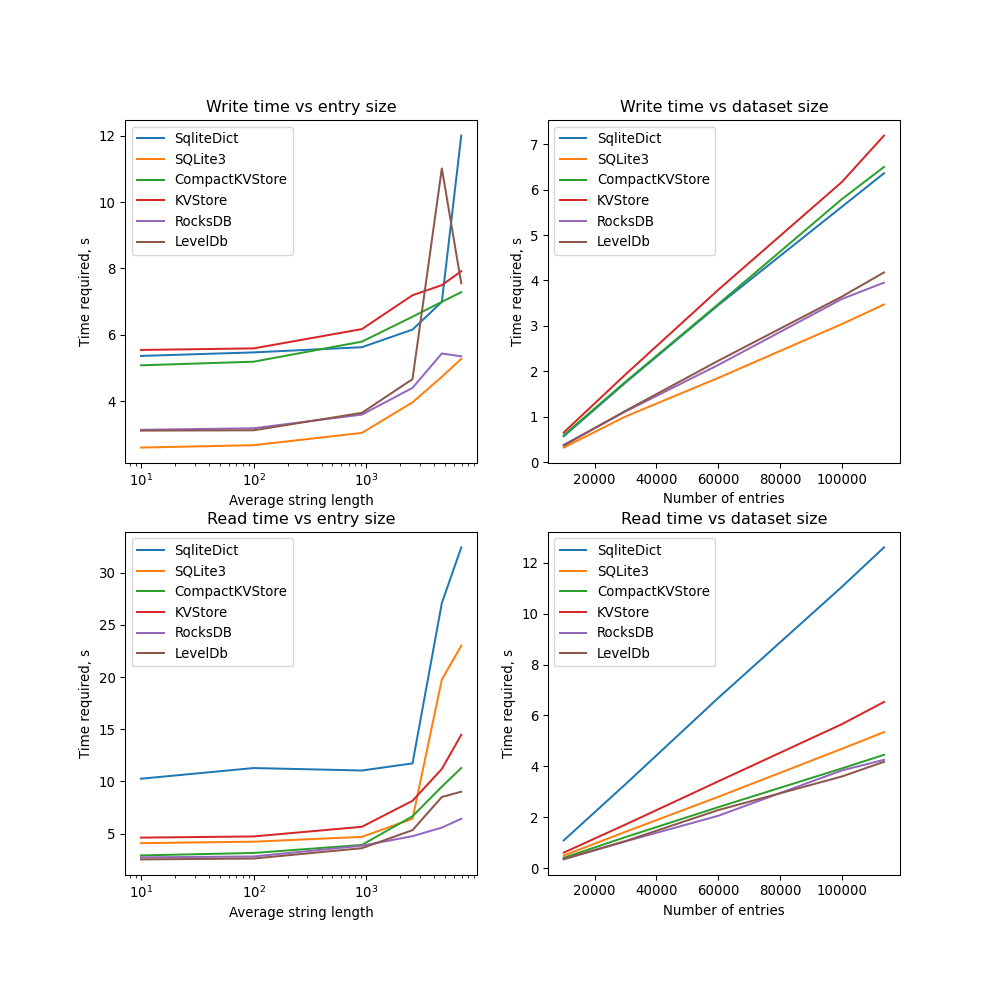 Write time vs entry size
Time required, s
12
10
8
6
4
SqliteDict
SQLite3
CompactKVStore
KVStore
RocksDB
LevelDb
10¹
10²
10³
Average string length
Write time vs dataset size
Time required, s
7
6
5
4
3
2
1
0
SqliteDict
SQLite3
CompactKVStore
KVStore
RocksDB
LevelDb
20000
40000
60000
80000
100000
Number of entries
Read time vs entry size
Time required, s
30
25
20
15
10
5
SqliteDict
SQLite3
CompactKVStore
KVStore
RocksDB
LevelDb
10¹
10²
10³
Average string length
Read time vs dataset size
Time required, s
12
10
8
6
4
2
0
SqliteDict
SQLite3
CompactKVStore
KVStore
RocksDB
LevelDb
20000
40000
60000
80000
100000
Number of entries